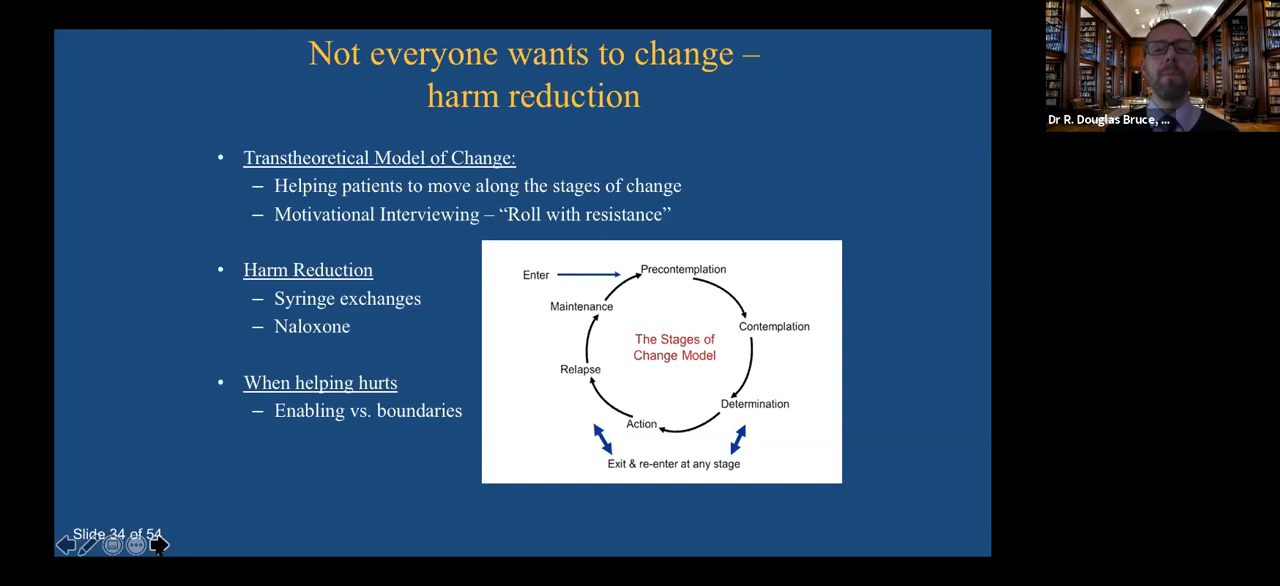 Not everyone wants to change –
harm reduction
• Transtheoretical Model of Change:
– Helping patients to move along the stages of change
– Motivational Interviewing – “Roll with resistance”
• Harm Reduction
– Syringe exchanges
– Naloxone
• When helping hurts
– Enabling vs. boundaries
Enter
Precontemplation
Maintenance
Contemplation
The Stages of
Change Model
Relapse
Determination
Action
Exit & re-enter at any stage
Slide 34 of 54
Dr R. Douglas Bruce, ...